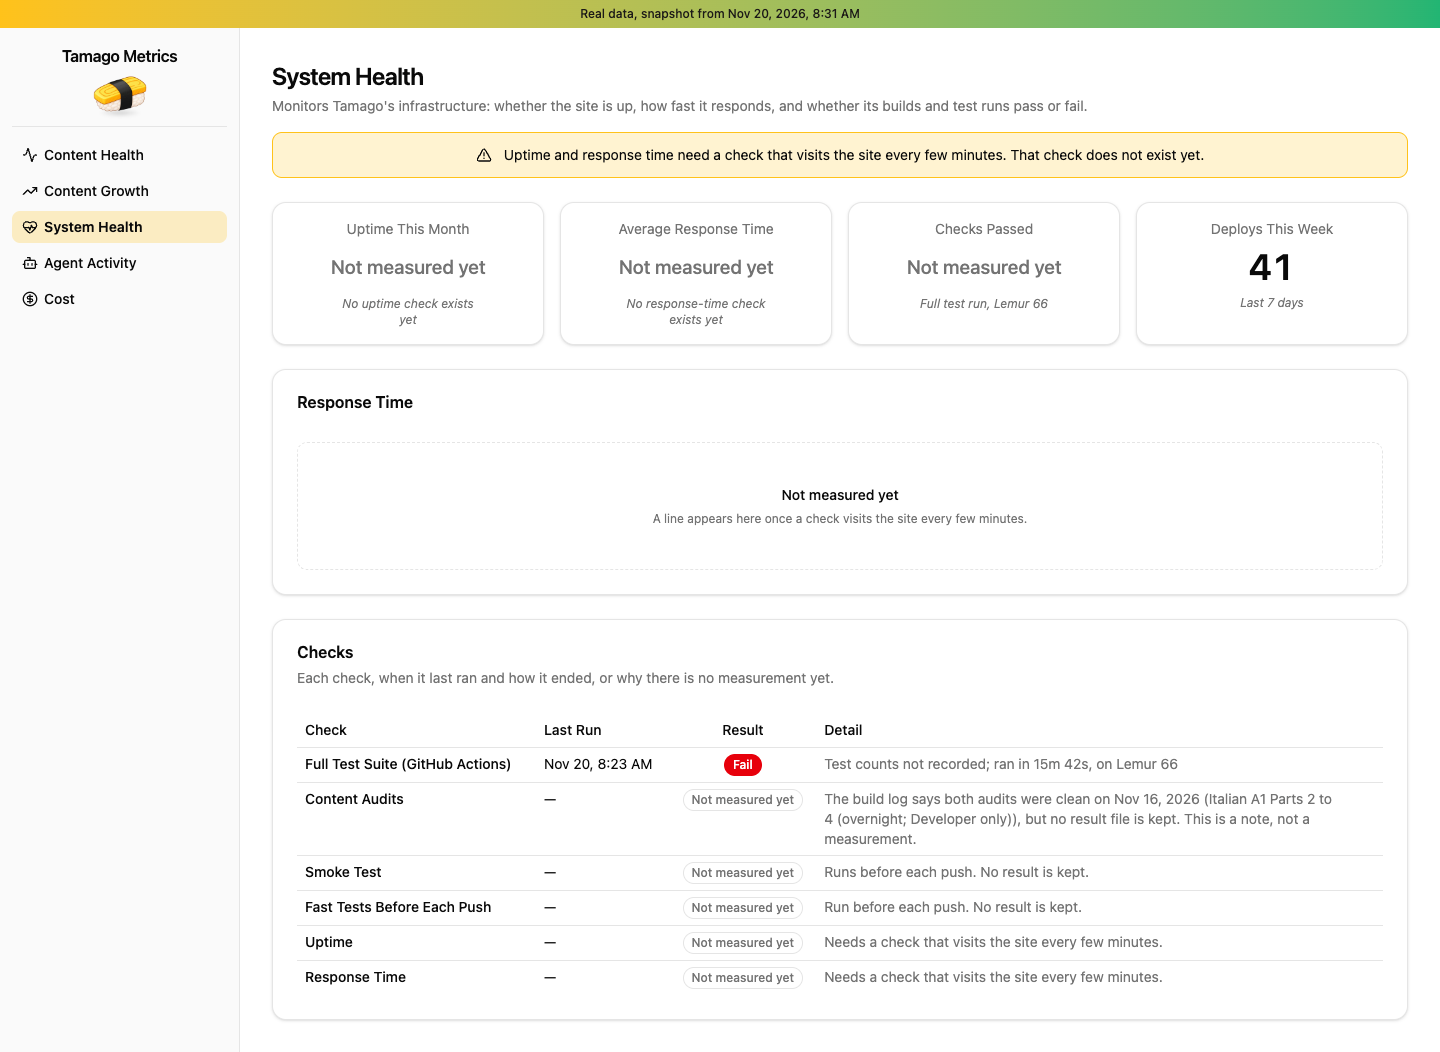 Real data, snapshot from Nov 20, 2026, 8:31 AM
Tamago Metrics
Content Health
Content Growth
System Health
Agent Activity
Cost
System Health
Monitors Tamago's infrastructure: whether the site is up, how fast it responds, and whether its builds and test runs pass or fail.
Uptime and response time need a check that visits the site every few minutes. That check does not exist yet.
Uptime This Month
Not measured yet
No uptime check exists
yet
Average Response Time
Not measured yet
No response-time check
exists yet
Checks Passed
Not measured yet
Full test run, Lemur 66
Deploys This Week
41
Last 7 days
Response Time
Not measured yet
A line appears here once a check visits the site every few minutes.
Checks
Each check, when it last ran and how it ended, or why there is no measurement yet.
Check Last Run Result Detail
Full Test Suite (GitHub Actions) Nov 20, 8:23 AM Fail Test counts not recorded; ran in 15m 42s, on Lemur 66
Content Audits — Not measured yet The build log says both audits were clean on Nov 16, 2026 (Italian A1 Parts 2 to
4 (overnight; Developer only)), but no result file is kept. This is a note, not a
measurement.
Smoke Test — Not measured yet Runs before each push. No result is kept.
Fast Tests Before Each Push — Not measured yet Run before each push. No result is kept.
Uptime — Not measured yet Needs a check that visits the site every few minutes.
Response Time — Not measured yet Needs a check that visits the site every few minutes.